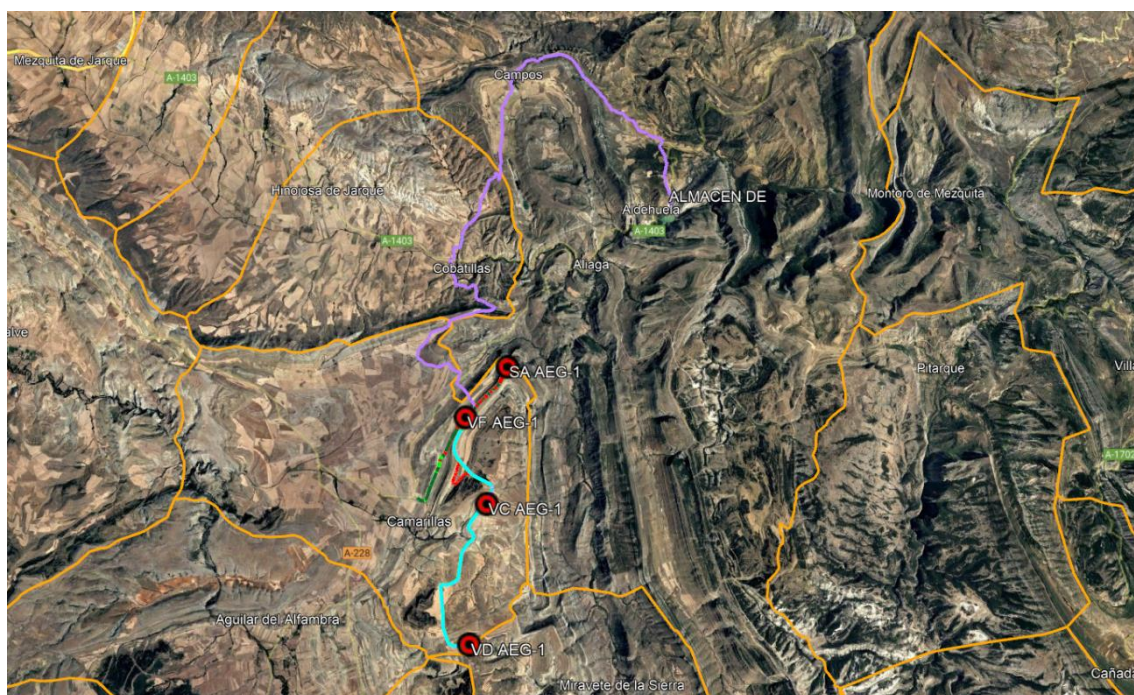 Mezquita de Jarque
A-1403
Campos
Hinojosa de Jarque
ALMACEN DE
Montoro de Mezquita
Aldehuela
A-1403
A-1403
Cobatillas
Aliaga
alve
SA AEG-1
Pitarque
Villa
VF AEG-1
A-1702
VC AEG-1
Camarillas
A-228
Aguilar del Alfambra
VD AEG-1
Miravete de la Sierra
Cañada